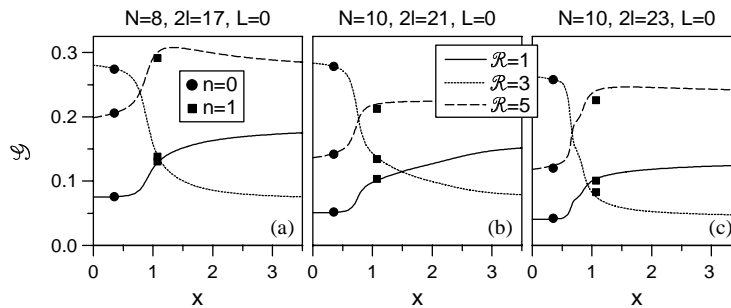 N=8, 2l=17, L=0
N=10, 2l=21, L=0
N=10, 2l=23, L=0
0.3
0.2
0.1
0.0
𝒢
n=0
n=1
ℛ=1
ℛ=3
ℛ=5
(a)
(b)
(c)
0 1 2 3
0 1 2 3
0 1 2 3
x
x
x